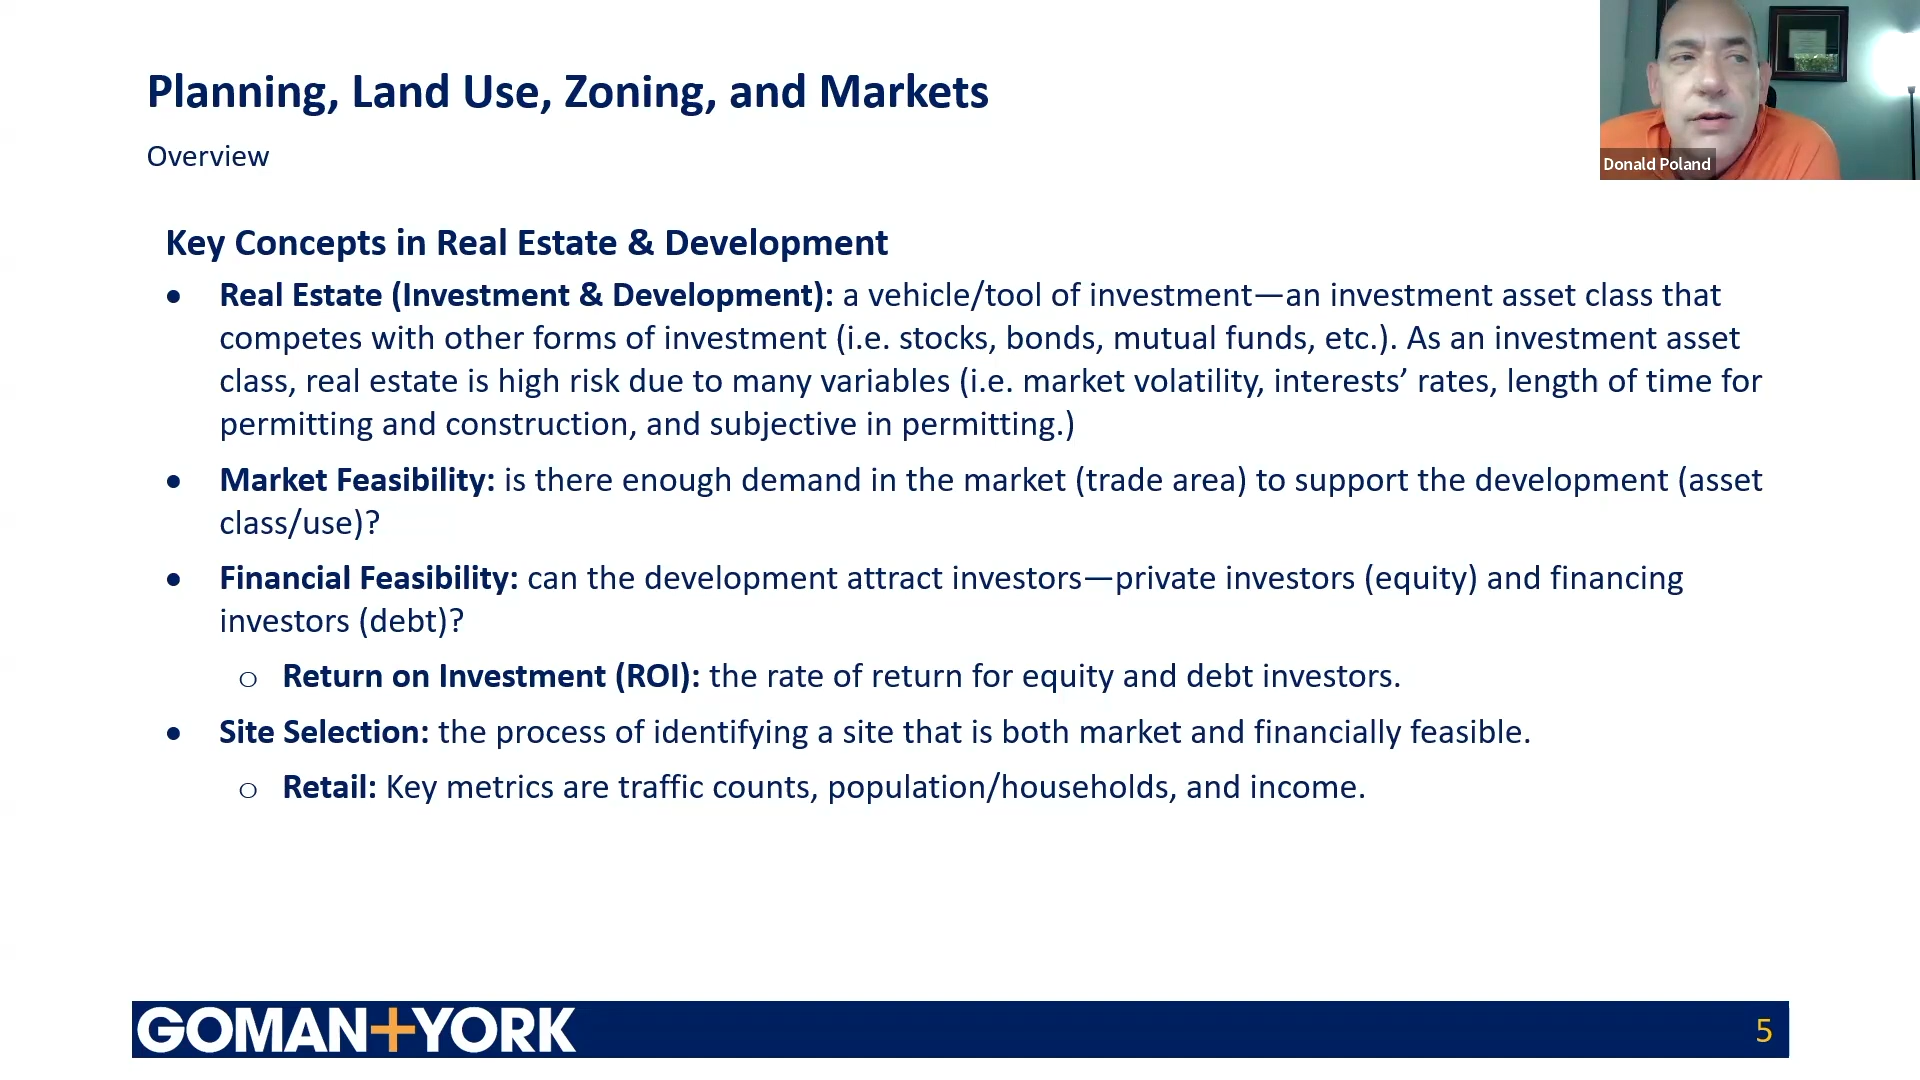 Planning, Land Use, Zoning, and Markets
Overview
Donald Poland
Key Concepts in Real Estate & Development
• Real Estate (Investment & Development): a vehicle/tool of investment—an investment asset class that
competes with other forms of investment (i.e. stocks, bonds, mutual funds, etc.). As an investment asset
class, real estate is high risk due to many variables (i.e. market volatility, interests’ rates, length of time for
permitting and construction, and subjective in permitting.)
• Market Feasibility: is there enough demand in the market (trade area) to support the development (asset
class/use)?
• Financial Feasibility: can the development attract investors—private investors (equity) and financing
investors (debt)?
o Return on Investment (ROI): the rate of return for equity and debt investors.
• Site Selection: the process of identifying a site that is both market and financially feasible.
o Retail: Key metrics are traffic counts, population/households, and income.
GOMAN+YORK
5